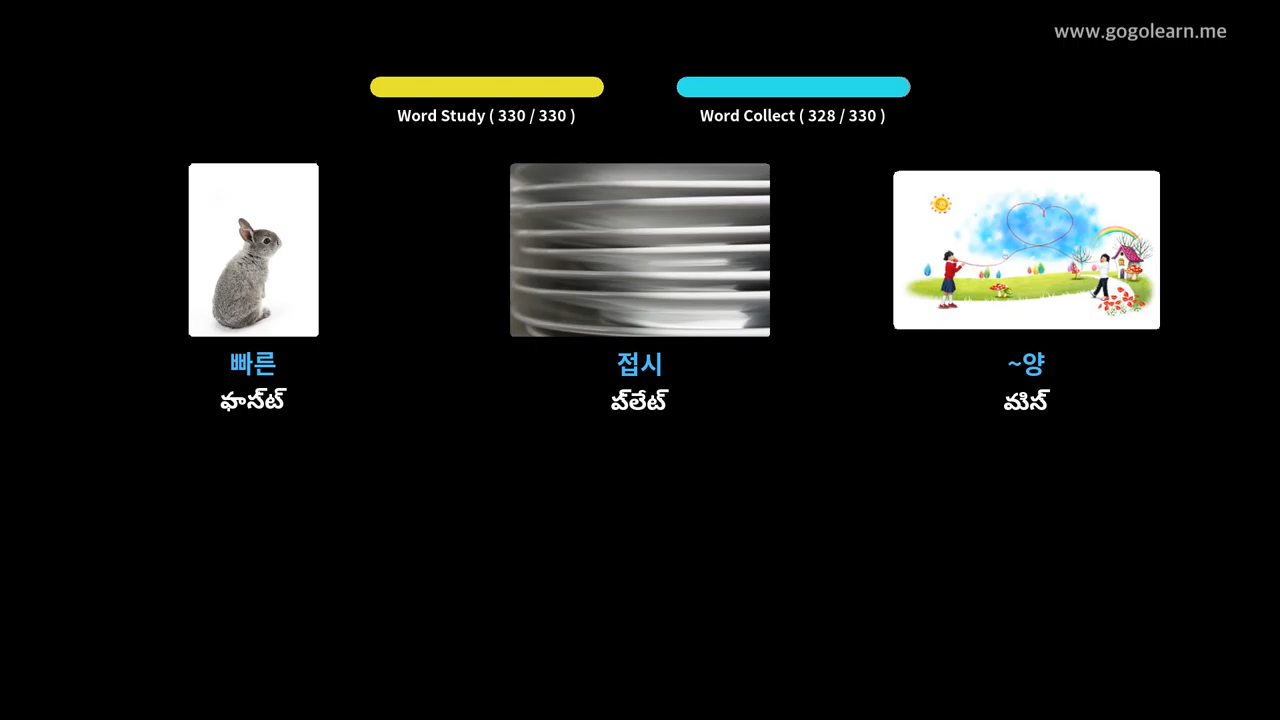 www.gogolearn.me
Word Study ( 330 / 330 )
Word Collect ( 328 / 330 )
빠른
접시
~양
ఫాస్ట్
ప్లేట్
మిస్